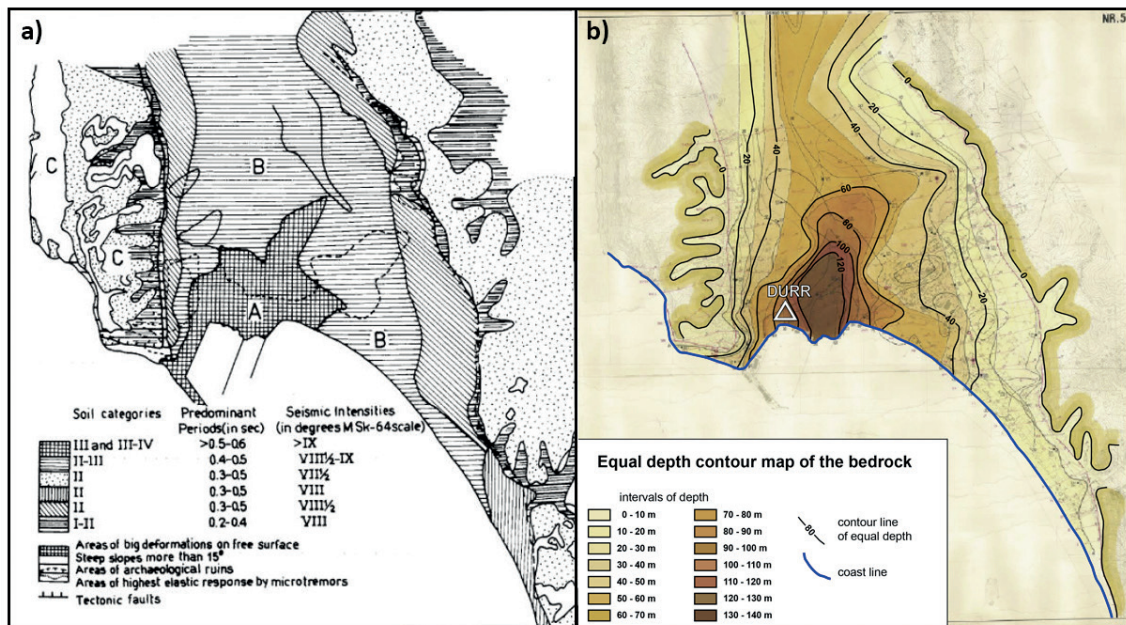 a)
C
B
C
A
B
Soil categories Predominant Periods(in sec) Seismic Intensities (in degrees MSk-64scale)
III and III-IV >0.5-0.6 >IX
II-III 0.4-0.5 VIII½-IX
II 0.3-0.5 VII½
II 0.3-0.5 VIII
II 0.3-0.5 VIII½
I-II 0.2-0.4 VIII
Areas of big deformations on free surface
Steep slopes more than 15°
Areas of archaeological ruins
Areas of highest elastic response by microtremors
Tectonic faults
b)
NR.5
0
20
40
60
80
100
120
DURR
0
20
40
20
40
0
Equal depth contour map of the bedrock
intervals of depth
0 - 10 m
10 - 20 m
20 - 30 m
30 - 40 m
40 - 50 m
50 - 60 m
60 - 70 m
70 - 80 m
80 - 90 m
90 - 100 m
100 - 110 m
110 - 120 m
120 - 130 m
130 - 140 m
80
contour line
of equal depth
coast line